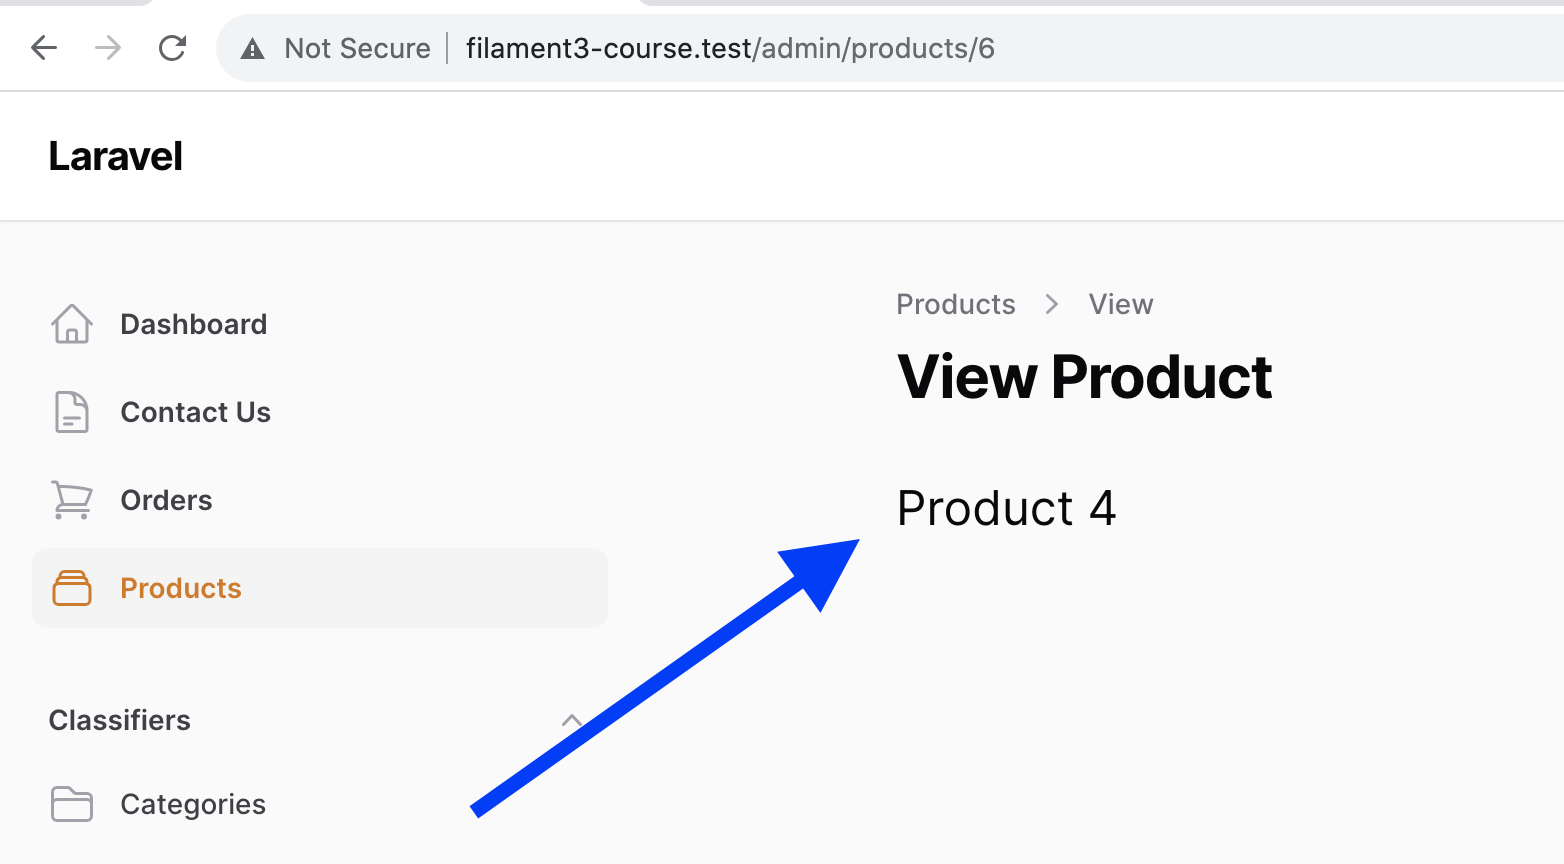 Not Secure
filament3-course.test/admin/products/6
Laravel
Dashboard
Contact Us
Orders
Products
Classifiers
Categories
Products > View
View Product
Product 4